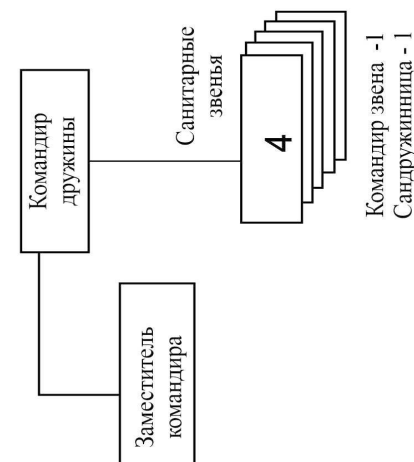 Командир
дружины
Заместитель
командира
Санитарные
звенья
4
Командир звена -1
Сандружинница - 1